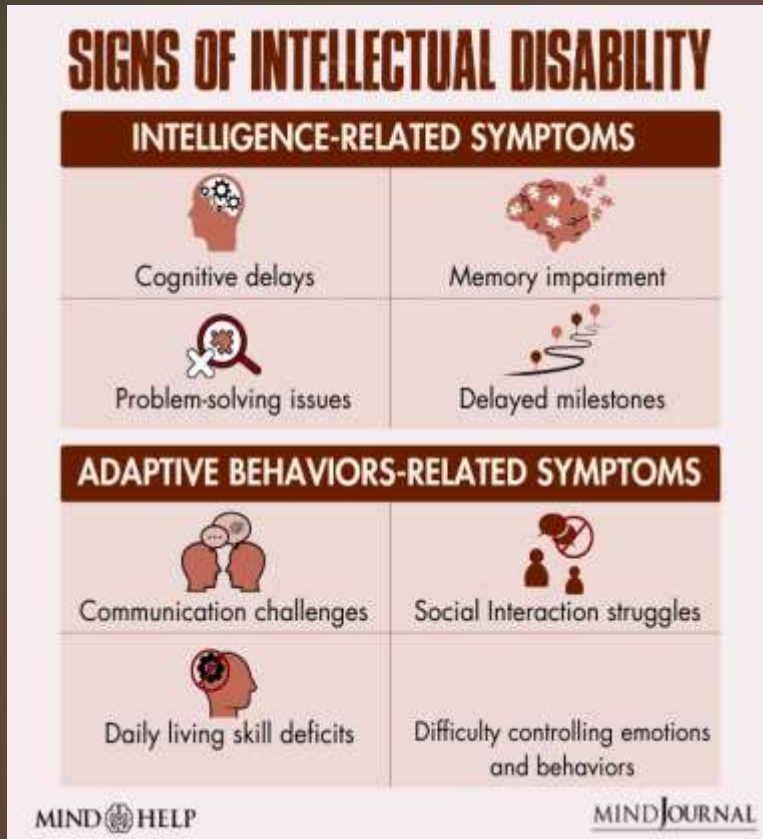 SIGNS OF INTELLECTUAL DISABILITY
INTELLIGENCE-RELATED SYMPTOMS
Cognitive delays
Memory impairment
Problem-solving issues
Delayed milestones
ADAPTIVE BEHAVIORS-RELATED SYMPTOMS
Communication challenges
Social Interaction struggles
Daily living skill deficits
Difficulty controlling emotions
and behaviors
MIND HELP
MINDJOURNAL